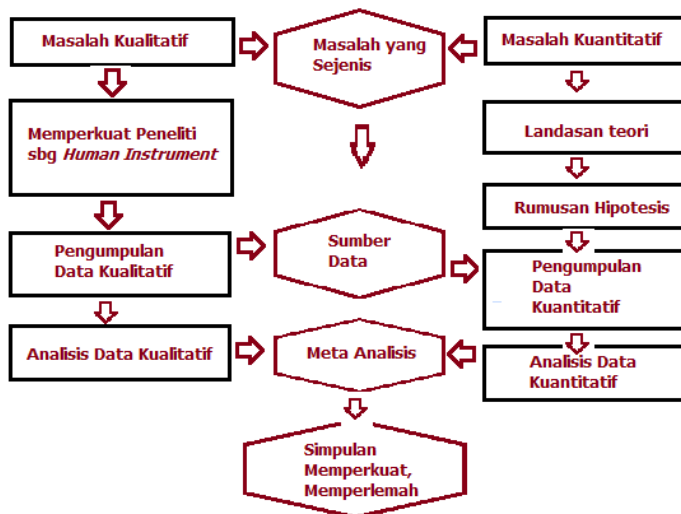 Masalah Kualitatif
Masalah yang
Sejenis
Masalah Kuantitatif
Memperkuat Peneliti
sbg Human Instrument
Landasan teori
Rumusan Hipotesis
Pengumpulan
Data Kualitatif
Sumber
Data
Pengumpulan
Data
Kuantitatif
Analisis Data Kualitatif
Meta Analisis
Analisis Data
Kuantitatif
Simpulan
Memperkuat,
Memperlemah